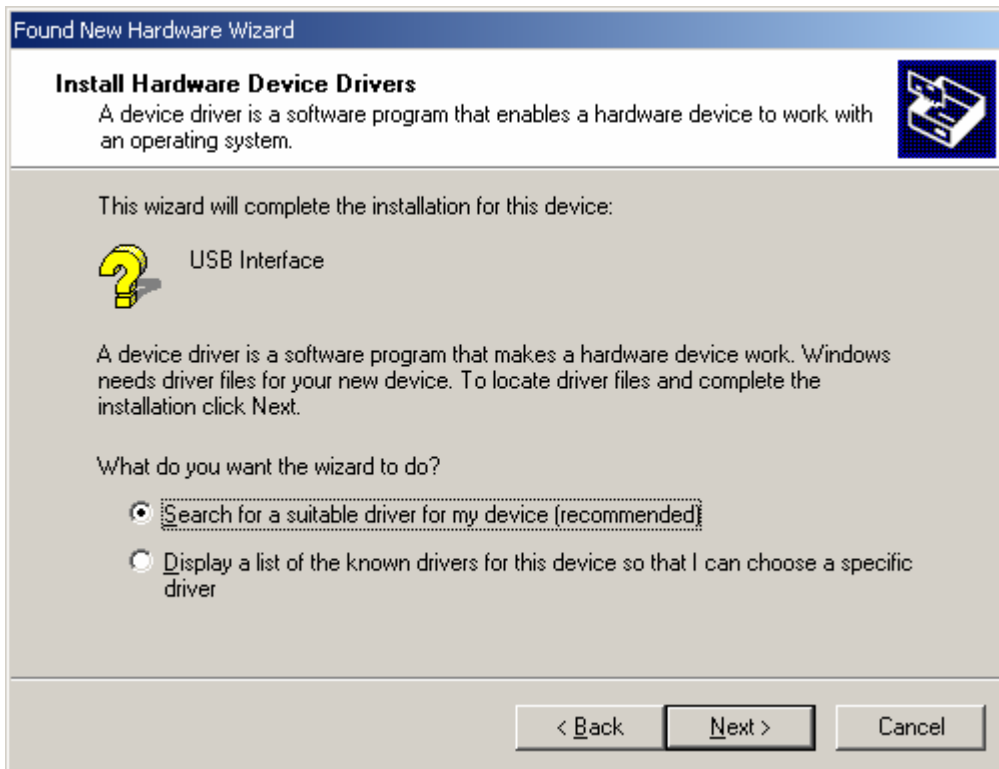 Found New Hardware Wizard
Install Hardware Device Drivers
A device driver is a software program that enables a hardware device to work with
an operating system.
This wizard will complete the installation for this device:
USB Interface
A device driver is a software program that makes a hardware device work. Windows
needs driver files for your new device. To locate driver files and complete the
installation click Next.
What do you want the wizard to do?
Search for a suitable driver for my device (recommended)
Display a list of the known drivers for this device so that I can choose a specific
driver
< Back Next > Cancel